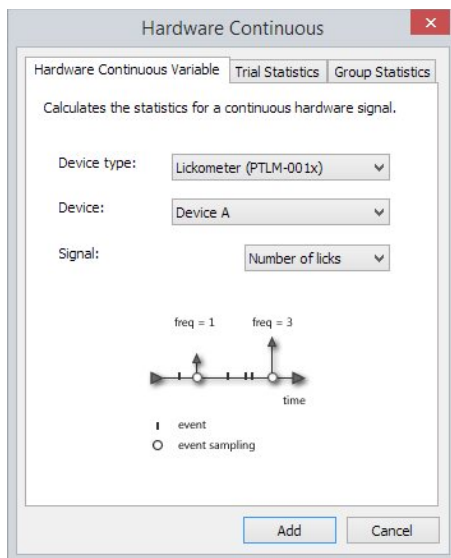 Hardware Continuous
Hardware Continuous Variable Trial Statistics Group Statistics
Calculates the statistics for a continuous hardware signal.
Device type: Lickometer (PTLM-001x)
Device: Device A
Signal: Number of licks
freq = 1 freq = 3
time
event
event sampling
Add Cancel